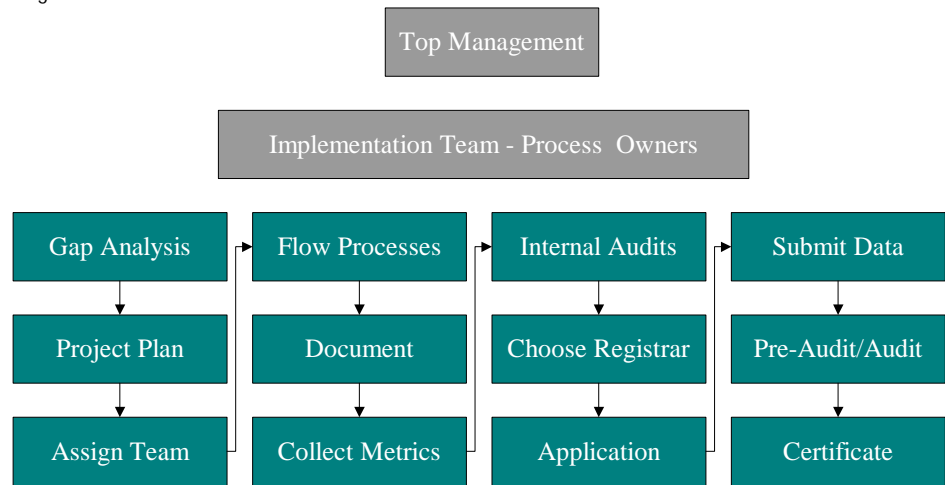 Top Management
Implementation Team - Process Owners
Gap Analysis
Project Plan
Assign Team
Flow Processes
Document
Collect Metrics
Internal Audits
Choose Registrar
Application
Submit Data
Pre-Audit/Audit
Certificate